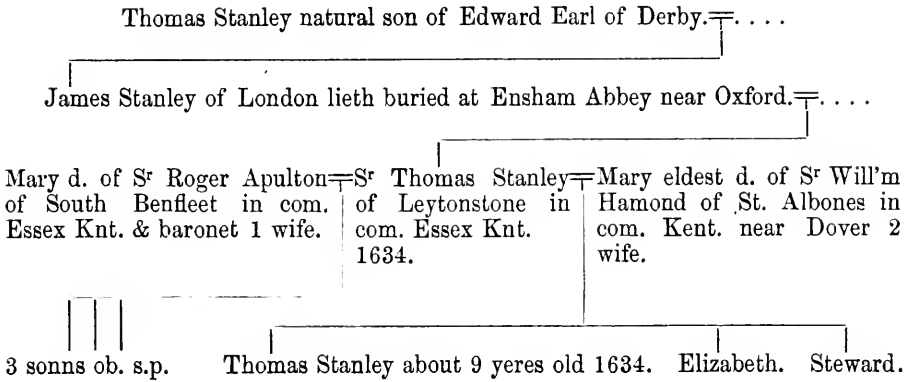 Thomas Stanley natural son of Edward Earl of Derby.=. . . .
James Stanley of London lieth buried at Ensham Abbey near Oxford.=. . . .
Mary d. of Sʳ Roger Apulton=
of South Benfleet in com.
Essex Knt. & baronet 1 wife.
Sʳ Thomas Stanley=
of Leytonstone in
com. Essex Knt.
1634.
Mary eldest d. of Sʳ Will'm
Hamond of St. Albones in
com. Kent. near Dover 2
wife.
3 sonns ob. s.p.
Thomas Stanley about 9 yeres old 1634.
Elizabeth.
Steward.